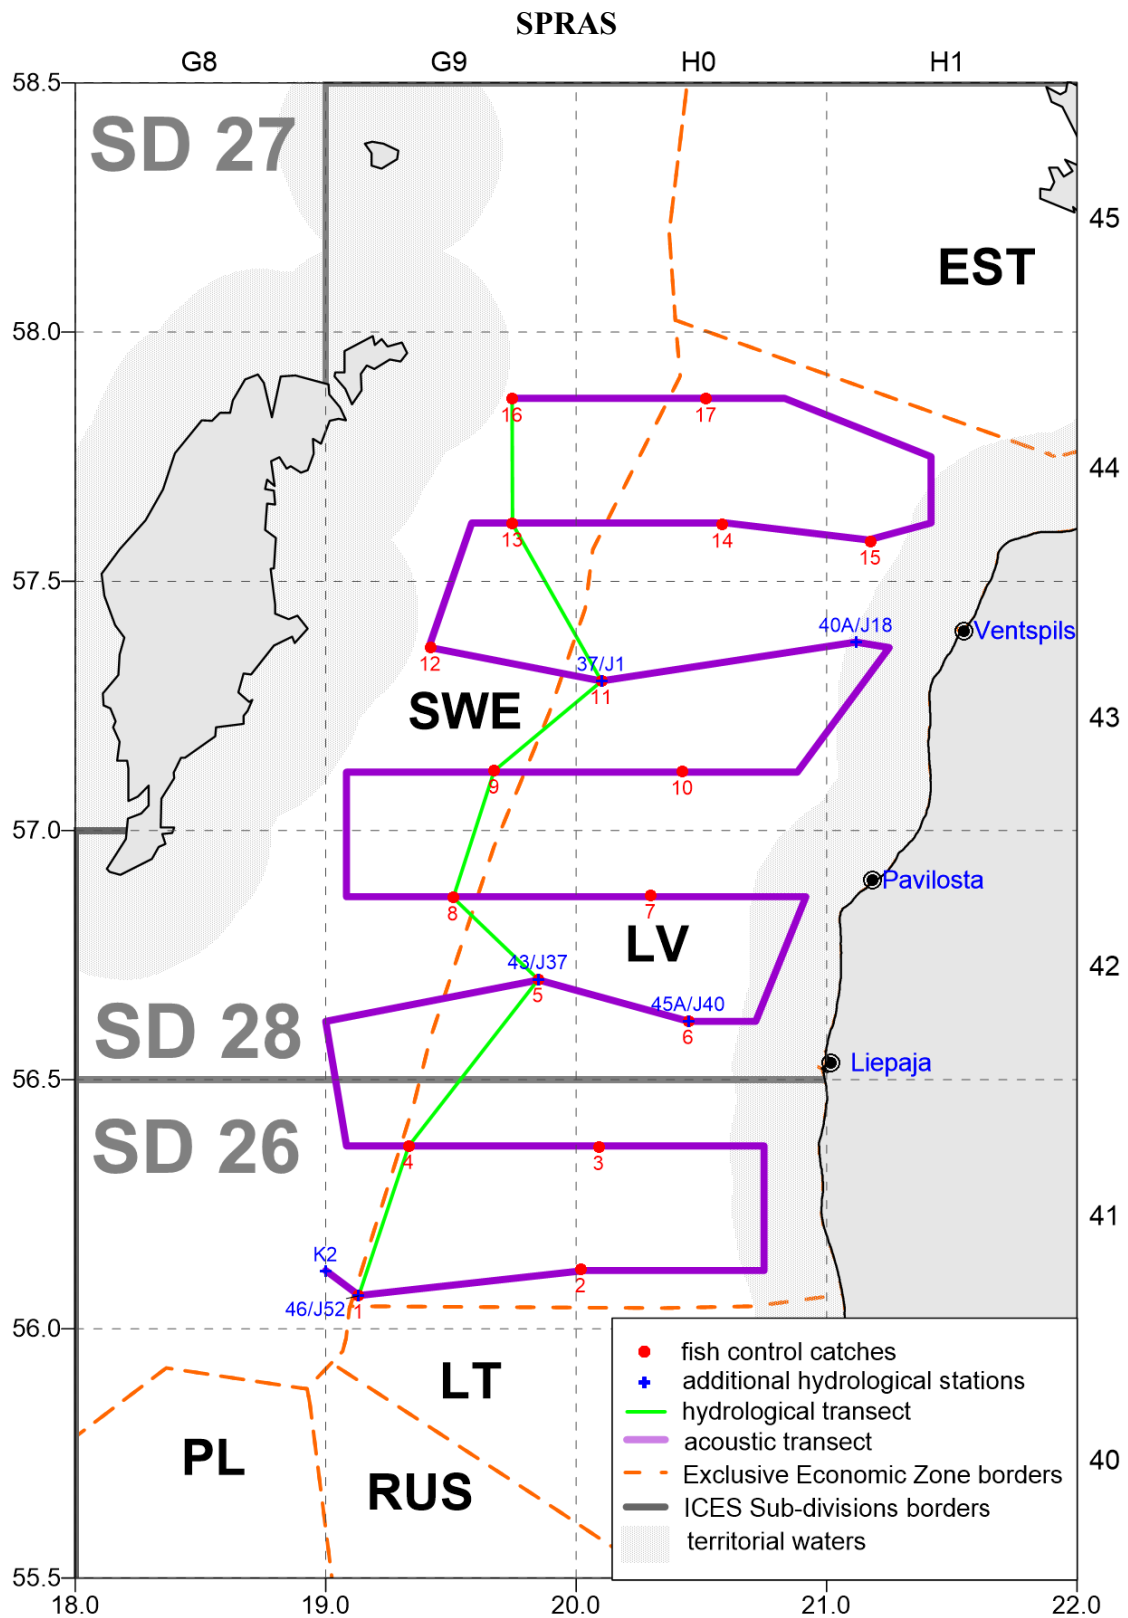 SPRAS
G8 G9 H0 H1
58.5
SD 27
45
EST
58.0
16 17
44
13 14 15
57.5
40A/J18
Ventspils
12 37/J1
11
SWE
43
9 10
57.0
Pavilosta
8 7
LV
43/J37
42
5 45A/J40
6
SD 28
Liepaja
56.5
SD 26
4 3
41
K2
2
46/J52 1
56.0
fish control catches
LT additional hydrological stations
hydrological transect
acoustic transect
PL 40
Exclusive Economic Zone borders
RUS
ICES Sub-divisions borders
territorial waters
55.5
18.0 19.0 20.0 21.0 22.0